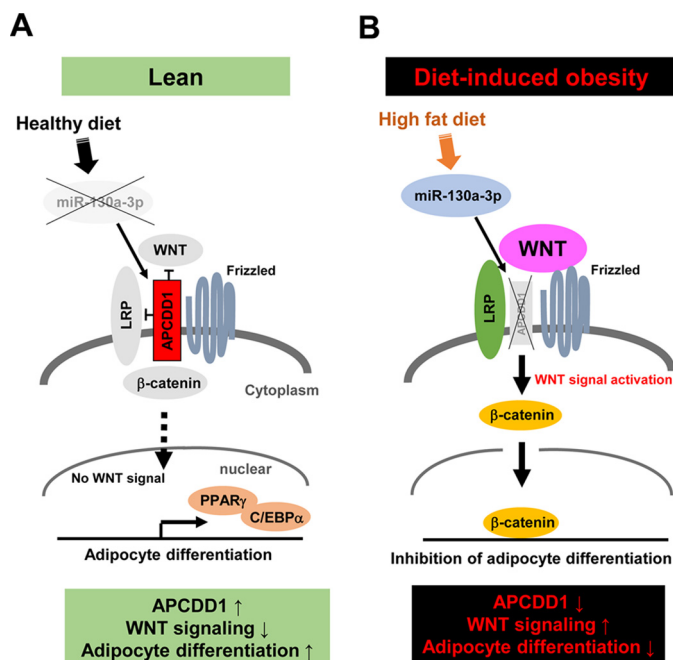 A
Lean
Healthy diet
miR-130a-3p
WNT
Frizzled
LRP
APCDD1
β-catenin
Cytoplasm
No WNT signal
nuclear
PPARγ
C/EBPα
Adipocyte differentiation
APCDD1 ↑
WNT signaling ↓
Adipocyte differentiation ↑
B
Diet-induced obesity
High fat diet
miR-130a-3p
WNT
Frizzled
LRP
APCDD1
WNT signal activation
β-catenin
β-catenin
Inhibition of adipocyte differentiation
APCDD1 ↓
WNT signaling ↑
Adipocyte differentiation ↓